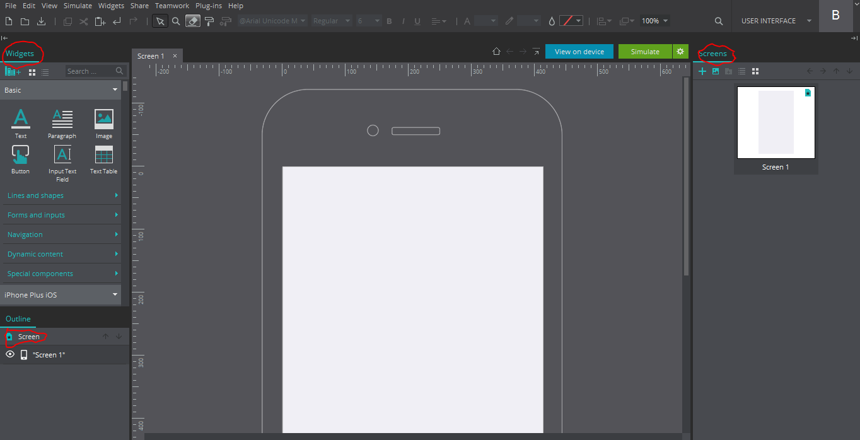 File Edit View Simulate Widgets Share Teamwork Plug-ins Help
@Arial Unicode M Regular 8 B I U A 100% USER INTERFACE B
Widgets
Screen 1
View on device
Simulate
Screens
Search ...
-200 -100 0 100 200 300 400 500 600
Basic
Text
Paragraph
Image
Button
Input Text
Field
Text Table
Lines and shapes
Forms and inputs
Navigation
Dynamic content
Special components
iPhone Plus iOS
Outline
Screen
"Screen 1"
-100
0
100
200
300
400
Screen 1